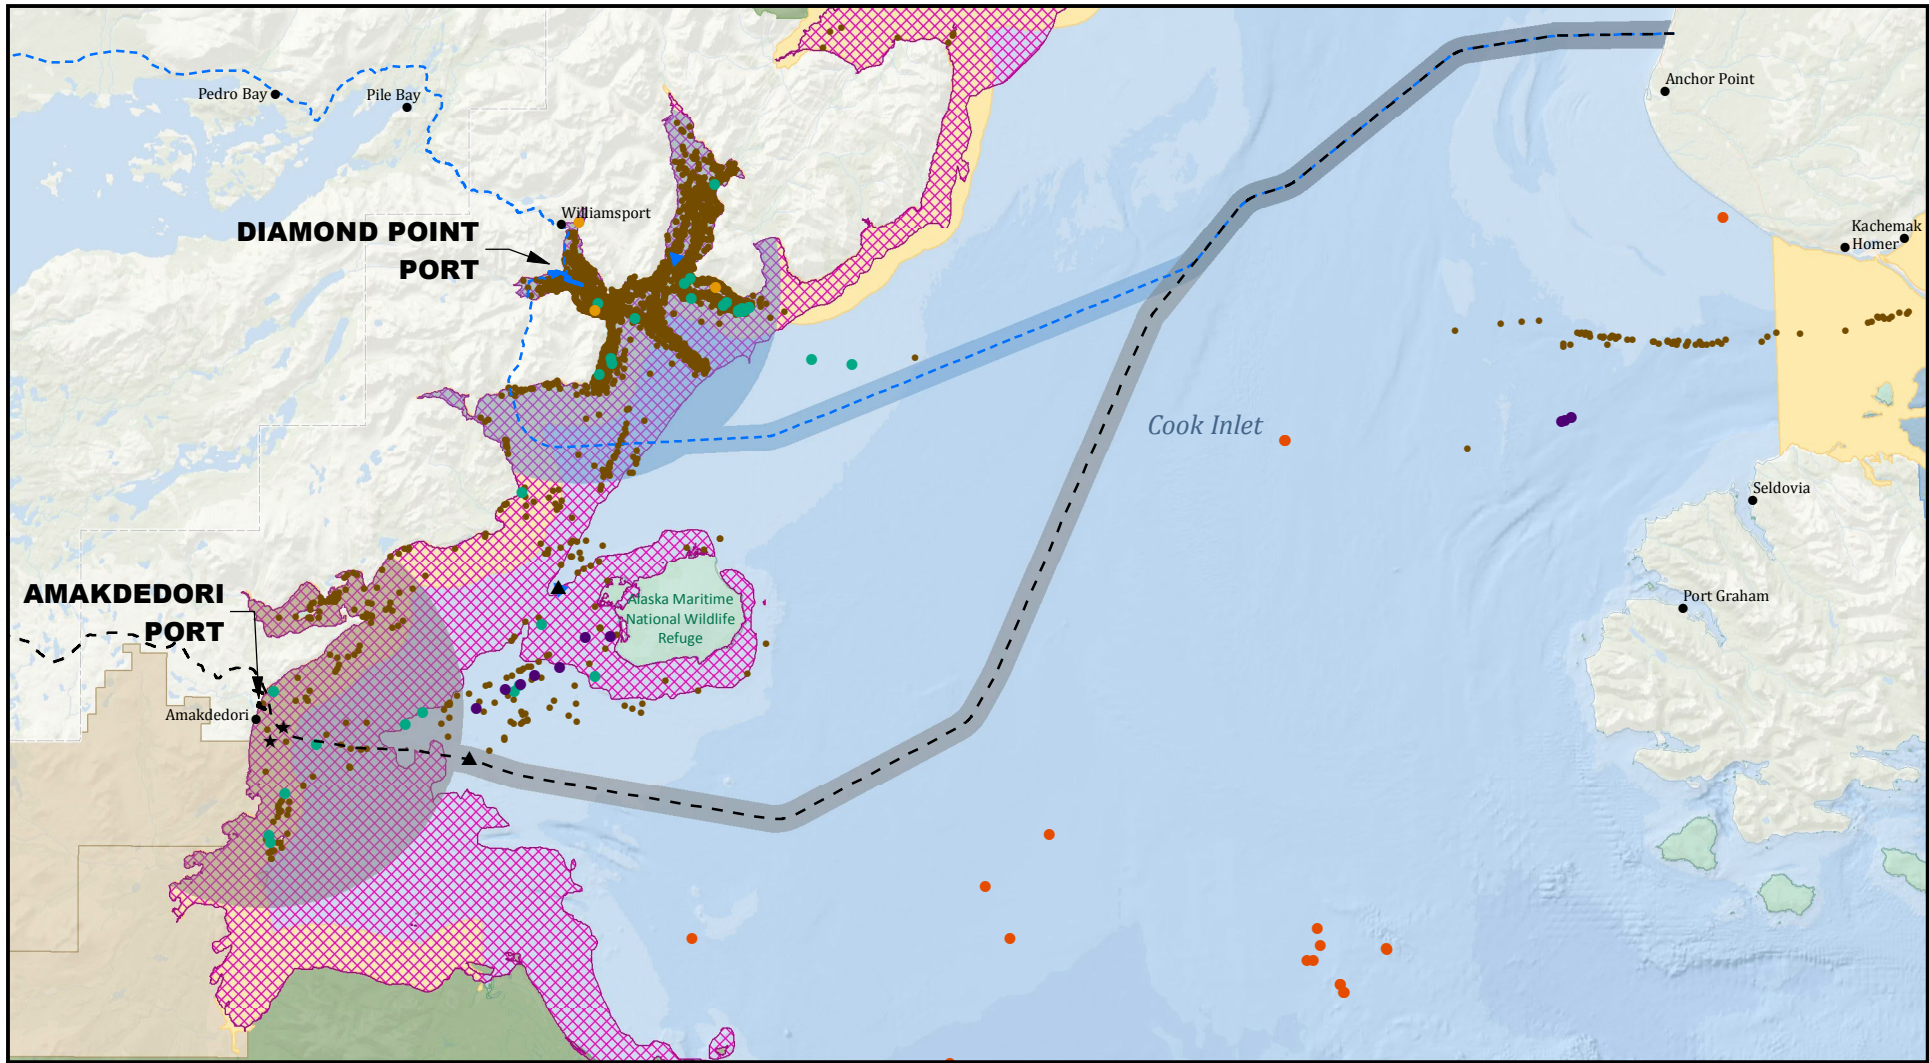 Anchor Point
Pedro Bay
Pile Bay
Williamsport
DIAMOND POINT
PORT
Kachemak
Homer
Cook Inlet
Seldovia
AMAKDEDORI
PORT
Alaska Maritime
National Wildlife
Refuge
Port Graham
Amakdedori